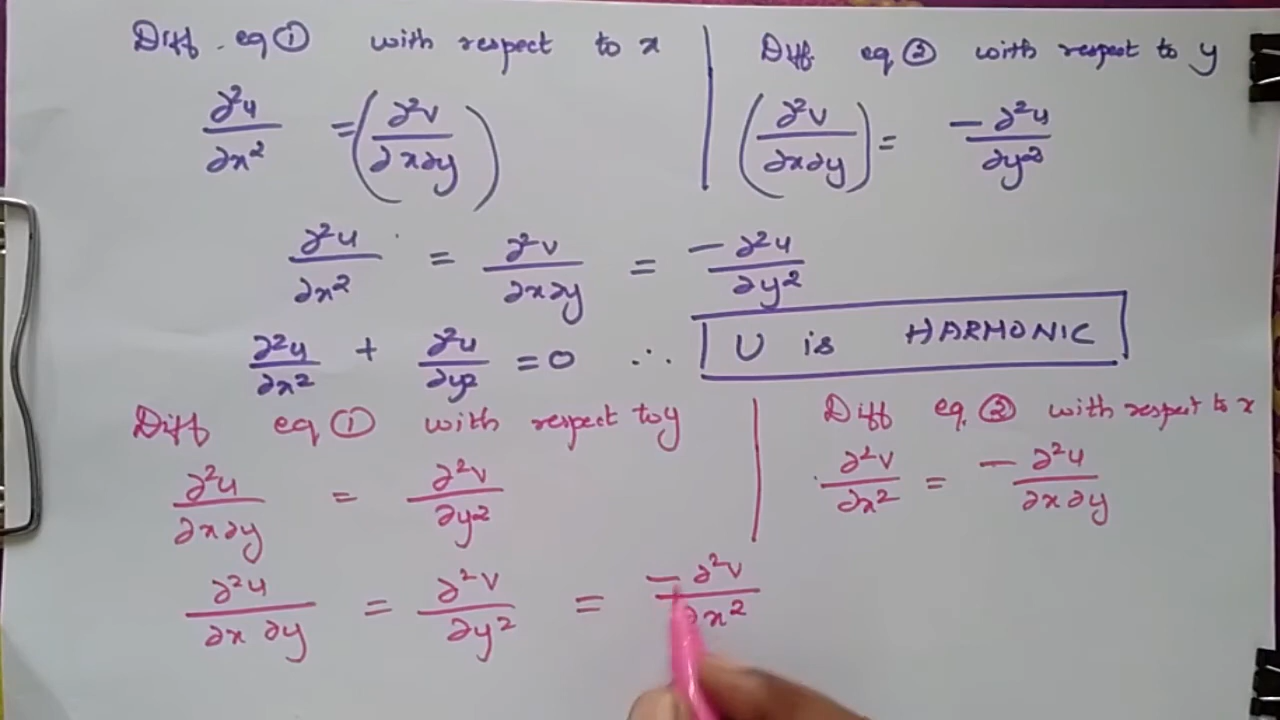 Diff. eq ① with respect to x
∂²u/∂x² = (∂²v/∂x∂y)
Diff eq ② with respect to y
(∂²v/∂x∂y) = -∂²u/∂y²
∂²u/∂x² = ∂²v/∂x∂y = -∂²u/∂y²
∂²u/∂x² + ∂²u/∂y² = 0 ∴ U is HARMONIC
Diff eq ① with respect to y
∂²u/∂x∂y = ∂²v/∂y²
Diff eq. ② with respect to x
∂²v/∂x² = -∂²u/∂x∂y
∂²u/∂x∂y = ∂²v/∂y² = -∂²v/∂x²